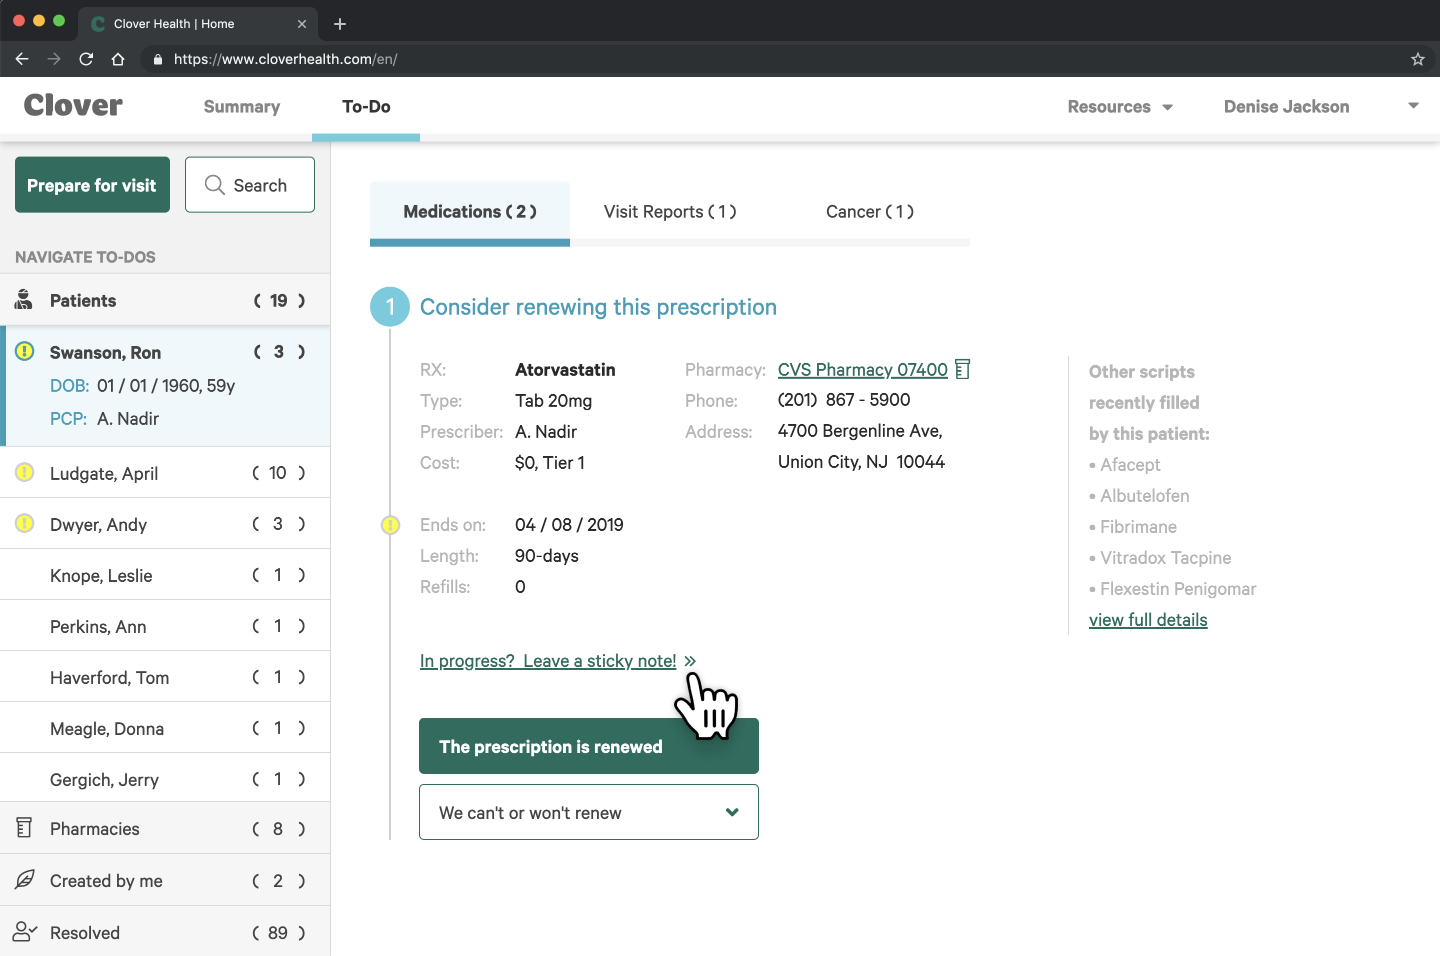 Clover Health | Home
https://www.cloverhealth.com/en/
Clover
Summary
To-Do
Resources
Denise Jackson
Prepare for visit
Search
NAVIGATE TO-DOS
Patients ( 19 )
Swanson, Ron ( 3 )
DOB: 01 / 01 / 1960, 59y
PCP: A. Nadir
Ludgate, April ( 10 )
Dwyer, Andy ( 3 )
Knope, Leslie ( 1 )
Perkins, Ann ( 1 )
Haverford, Tom ( 1 )
Meagle, Donna ( 1 )
Gergich, Jerry ( 1 )
Pharmacies ( 8 )
Created by me ( 2 )
Resolved ( 89 )
Medications ( 2 )
Visit Reports ( 1 )
Cancer ( 1 )
1 Consider renewing this prescription
RX: Atorvastatin
Type: Tab 20mg
Prescriber: A. Nadir
Cost: $0, Tier 1
Pharmacy: CVS Pharmacy 07400
Phone: (201) 867 - 5900
Address: 4700 Bergenline Ave,
Union City, NJ 10044
Ends on: 04 / 08 / 2019
Length: 90-days
Refills: 0
In progress? Leave a sticky note! »
The prescription is renewed
We can't or won't renew
Other scripts
recently filled
by this patient:
• Afacept
• Albutelofen
• Fibrimane
• Vitradox Tacpine
• Flexestin Penigomar
view full details